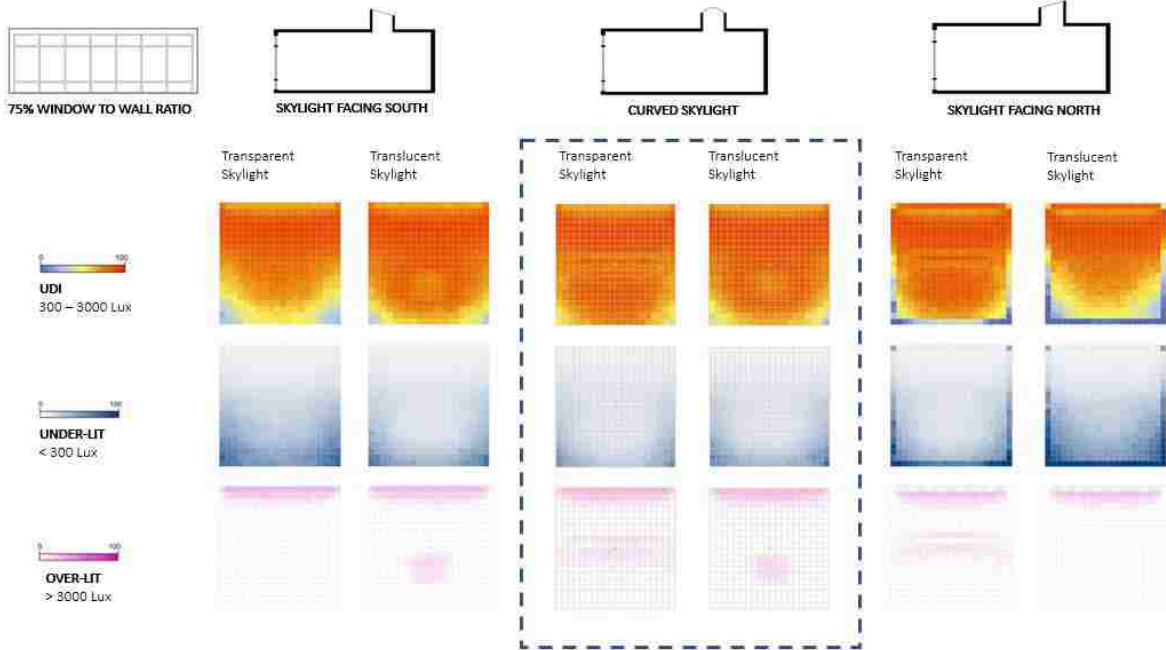 75% WINDOW TO WALL RATIO
SKYLIGHT FACING SOUTH
CURVED SKYLIGHT
SKYLIGHT FACING NORTH
Transparent
Skylight
Translucent
Skylight
Transparent
Skylight
Translucent
Skylight
Transparent
Skylight
Translucent
Skylight
0 100
UDI
300 – 3000 Lux
0 100
UNDER-LIT
< 300 Lux
0 100
OVER-LIT
> 3000 Lux